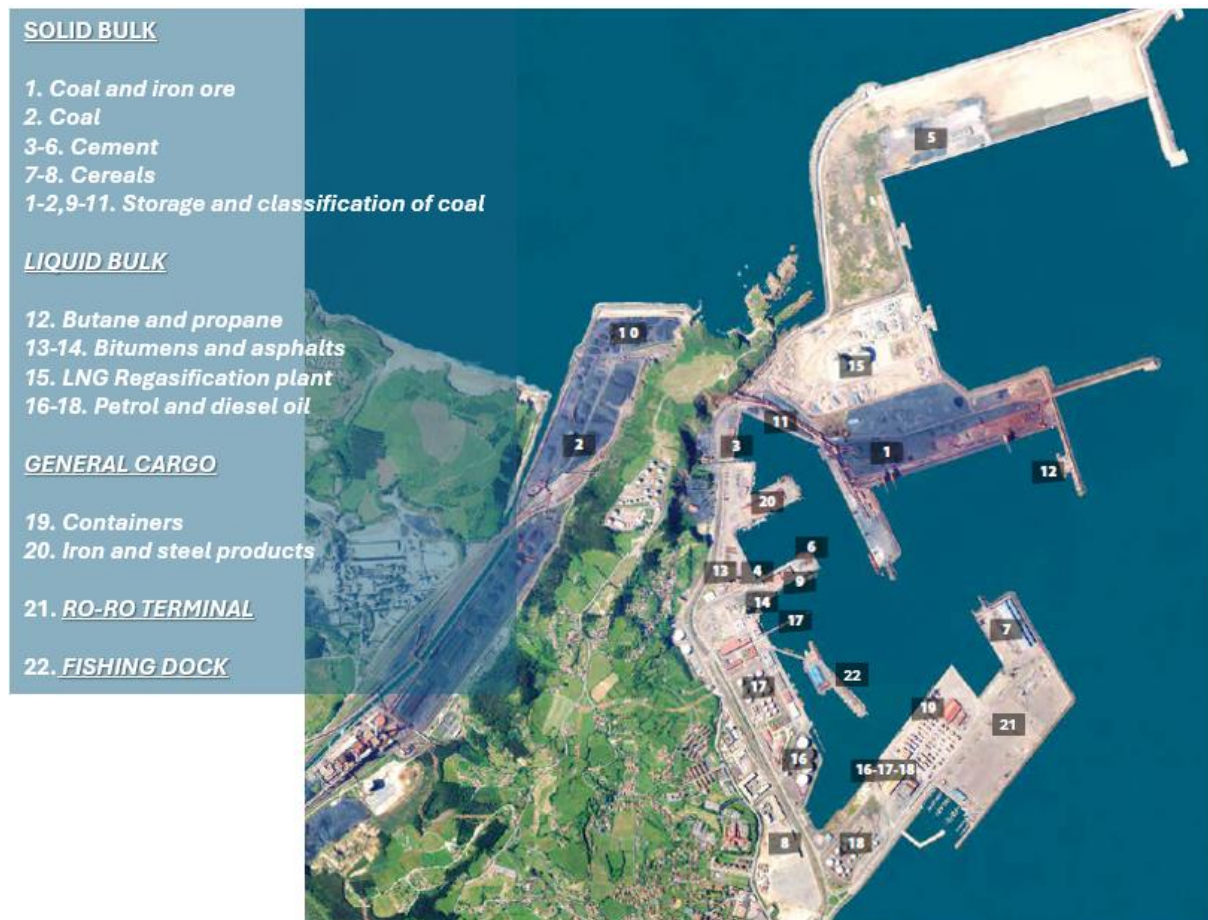 SOLID BULK
1. Coal and iron ore
2. Coal
3-6. Cement
7-8. Cereals
1-2,9-11. Storage and classification of coal
LIQUID BULK
12. Butane and propane
13-14. Bitumens and asphalts
15. LNG Regasification plant
16-18. Petrol and diesel oil
GENERAL CARGO
19. Containers
20. Iron and steel products
21. RO-RO TERMINAL
22. FISHING DOCK
5
10
15
11
3
2
1
12
20
6
13
4
9
14
17
7
22
17
19
21
16
16-17-18
8
18